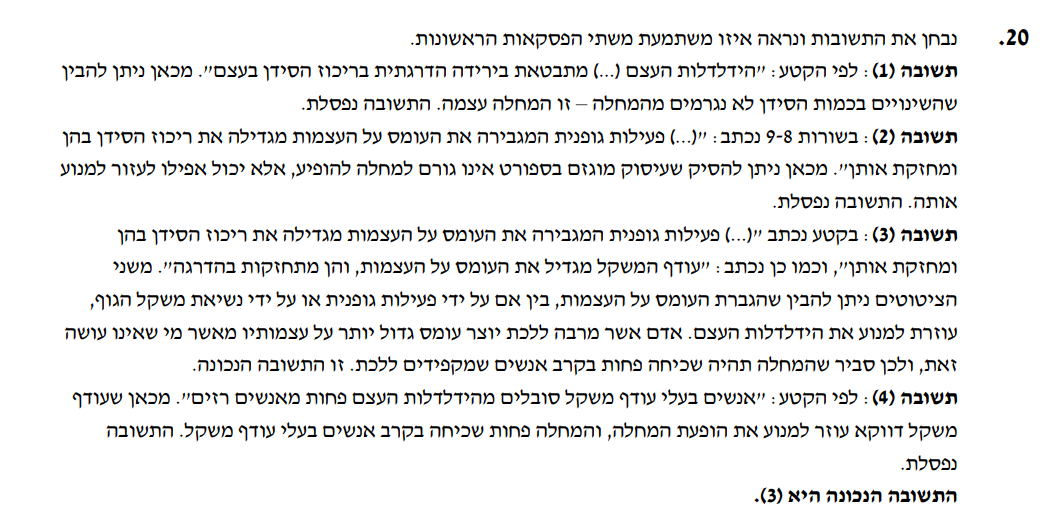 20. נבחן את התשובות ונראה איזו משתמעת משתי הפסקאות הראשונות.
תשובה (1): לפי הקטע: "הידלדלות העצם (...) מתבטאת בירידה הדרגתית בריכוז הסידן בעצם". מכאן ניתן להבין
שהשינויים בכמות הסידן לא נגרמים מהמחלה – זו המחלה עצמה. התשובה נפסלת.
תשובה (2): בשורות 9-8 נכתב: "(...) פעילות גופנית המגבירה את העומס על העצמות מגדילה את ריכוז הסידן בהן
ומחזקת אותן". מכאן ניתן להסיק שעיסוק מוגזם בספורט אינו גורם למחלה להופיע, אלא יכול אפילו לעזור למנוע
אותה. התשובה נפסלת.
תשובה (3): בקטע נכתב "(...) פעילות גופנית המגבירה את העומס על העצמות מגדילה את ריכוז הסידן בהן
ומחזקת אותן", וכמו כן נכתב: "עודף המשקל מגדיל את העומס על העצמות, והן מתחזקות בהדרגה". משני
הציטוטים ניתן להבין שהגברת העומס על העצמות, בין אם על ידי פעילות גופנית או על ידי נשיאת משקל הגוף,
עוזרת למנוע את הידלדלות העצם. אדם אשר מרבה ללכת יוצר עומס גדול יותר על עצמותיו מאשר מי שאינו עושה
זאת, ולכן סביר שהמחלה תהיה שכיחה פחות בקרב אנשים שמקפידים ללכת. זו התשובה הנכונה.
תשובה (4): לפי הקטע: "אנשים בעלי עודף משקל סובלים מהידלדלות העצם פחות מאנשים רזים". מכאן שעודף
משקל דווקא עוזר למנוע את הופעת המחלה, והמחלה פחות שכיחה בקרב אנשים בעלי עודף משקל. התשובה
נפסלת.
התשובה הנכונה היא (3).